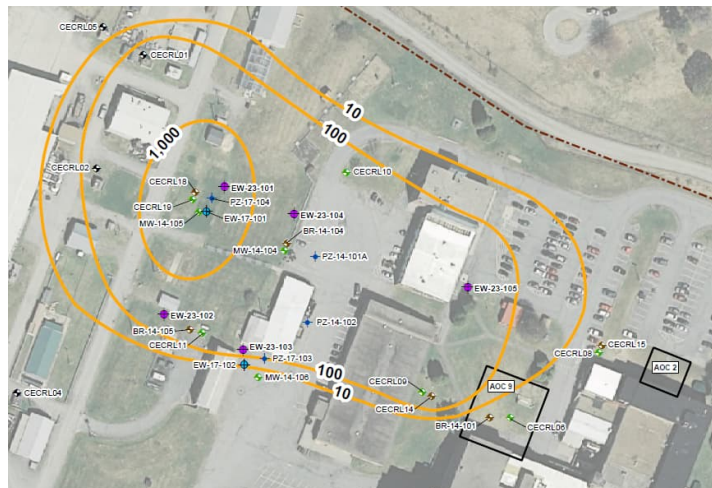 CECRL05
CECRL01
10
100
1,000
CECRL02
CECRL10
CECRL18
EW-23-101
CECRL19
PZ-17-104
MW-14-105
EW-17-101
EW-23-104
BR-14-104
MW-14-104
PZ-14-101A
EW-23-105
EW-23-102
BR-14-105
PZ-14-102
CECRL11
EW-23-103
CECRL15
CECRL08
PZ-17-103
EW-17-102
100
AOC 2
MW-14-106
10
AOC 9
CECRL09
CECRL04
CECRL14
BR-14-101
CECRL06